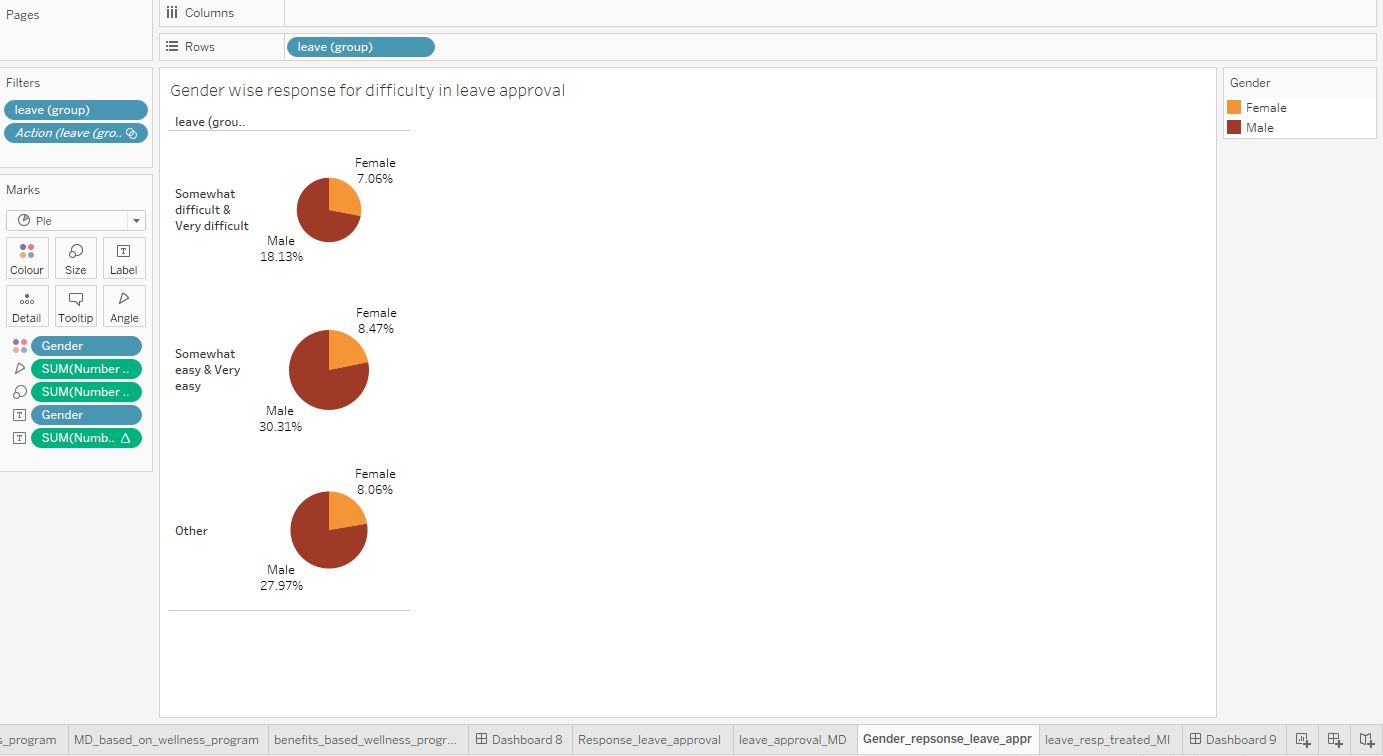 Pages
Columns
Rows
leave (group)
Filters
leave (group)
Action (leave (gro..
Marks
Pie
Colour
Size
Label
Detail
Tooltip
Angle
Gender
SUM(Number ..
SUM(Number ..
Gender
SUM(Numb..
Gender wise response for difficulty in leave approval
leave (grou..
Somewhat
difficult &
Very difficult
Female
7.06%
Male
18.13%
Somewhat
easy & Very
easy
Female
8.47%
Male
30.31%
Other
Female
8.06%
Male
27.97%
Gender
Female
Male
s_program
MD_based_on_wellness_program
benefits_based_wellness_progr...
Dashboard 8
Response_leave_approval
leave_approval_MD
Gender_repsonse_leave_appr
leave_resp_treated_MI
Dashboard 9